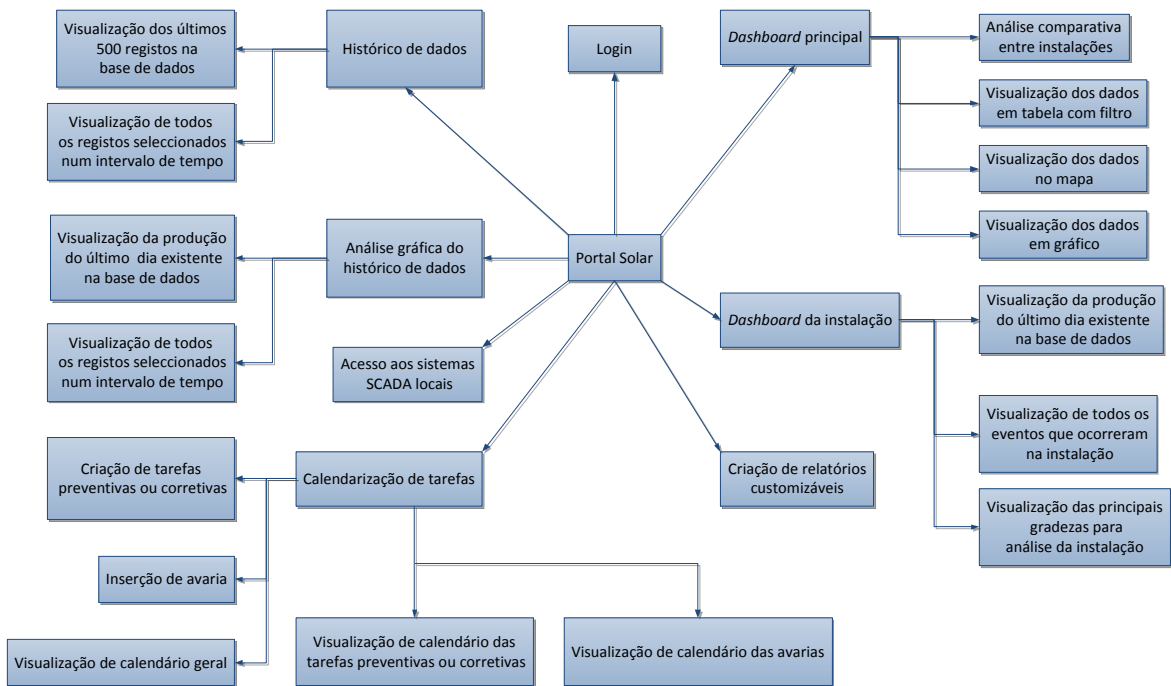 Visualização dos últimos
500 registos na
base de dados
Histórico de dados
Login
Dashboard principal
Análise comparativa
entre instalações
Visualização dos dados
em tabela com filtro
Visualização de todos
os registos seleccionados
num intervalo de tempo
Visualização dos dados
no mapa
Visualização dos dados
em gráfico
Visualização da produção
do último dia existente
na base de dados
Análise gráfica do
histórico de dados
Portal Solar
Dashboard da instalação
Visualização da produção
do último dia existente
na base de dados
Visualização de todos
os registos seleccionados
num intervalo de tempo
Acesso aos sistemas
SCADA locais
Visualização de todos os
eventos que ocorreram
na instalação
Criação de tarefas
preventivas ou corretivas
Calendarização de tarefas
Criação de relatórios
customizáveis
Visualização das principais
gradezas para
análise da instalação
Inserção de avaria
Visualização de calendário geral
Visualização de calendário das
tarefas preventivas ou corretivas
Visualização de calendário das avarias